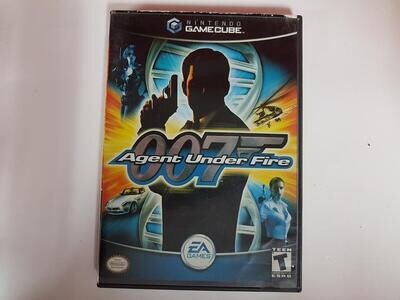 NINTENDO
GAMECUBE
007
Agent Under Fire
EA
GAMES
TEEN
T
ESRB